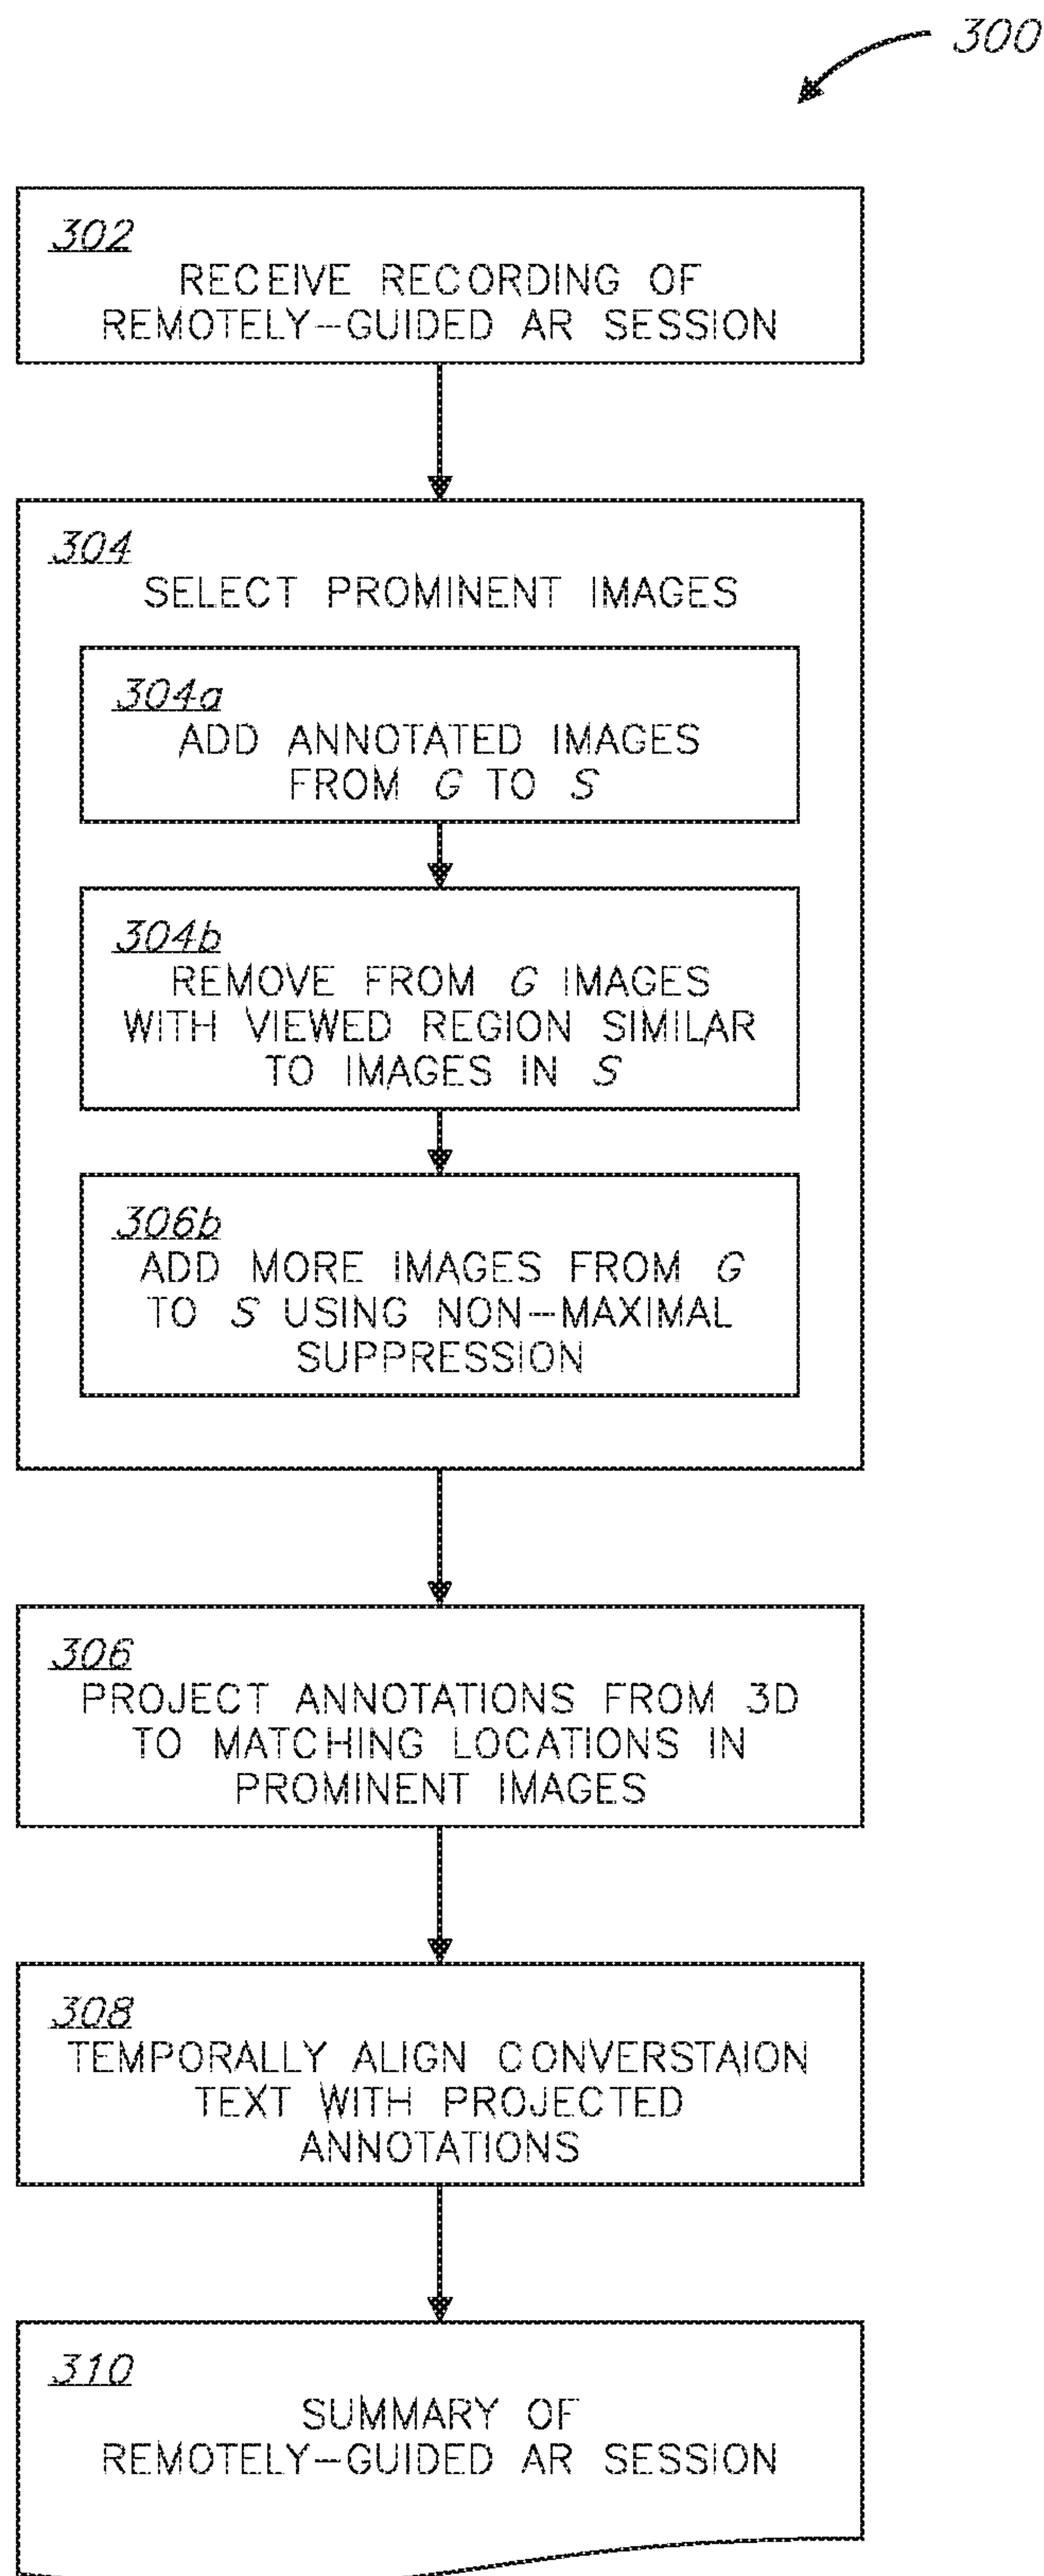 300
302
RECEIVE RECORDING OF
REMOTELY-GUIDED AR SESSION
304
SELECT PROMINENT IMAGES
304a
ADD ANNOTATED IMAGES
FROM G TO S
304b
REMOVE FROM G IMAGES
WITH VIEWED REGION SIMILAR
TO IMAGES IN S
306b
ADD MORE IMAGES FROM G
TO S USING NON-MAXIMAL
SUPPRESSION
306
PROJECT ANNOTATIONS FROM 3D
TO MATCHING LOCATIONS IN
PROMINENT IMAGES
308
TEMPORALLY ALIGN CONVERSTAION
TEXT WITH PROJECTED
ANNOTATIONS
310
SUMMARY OF
REMOTELY-GUIDED AR SESSION